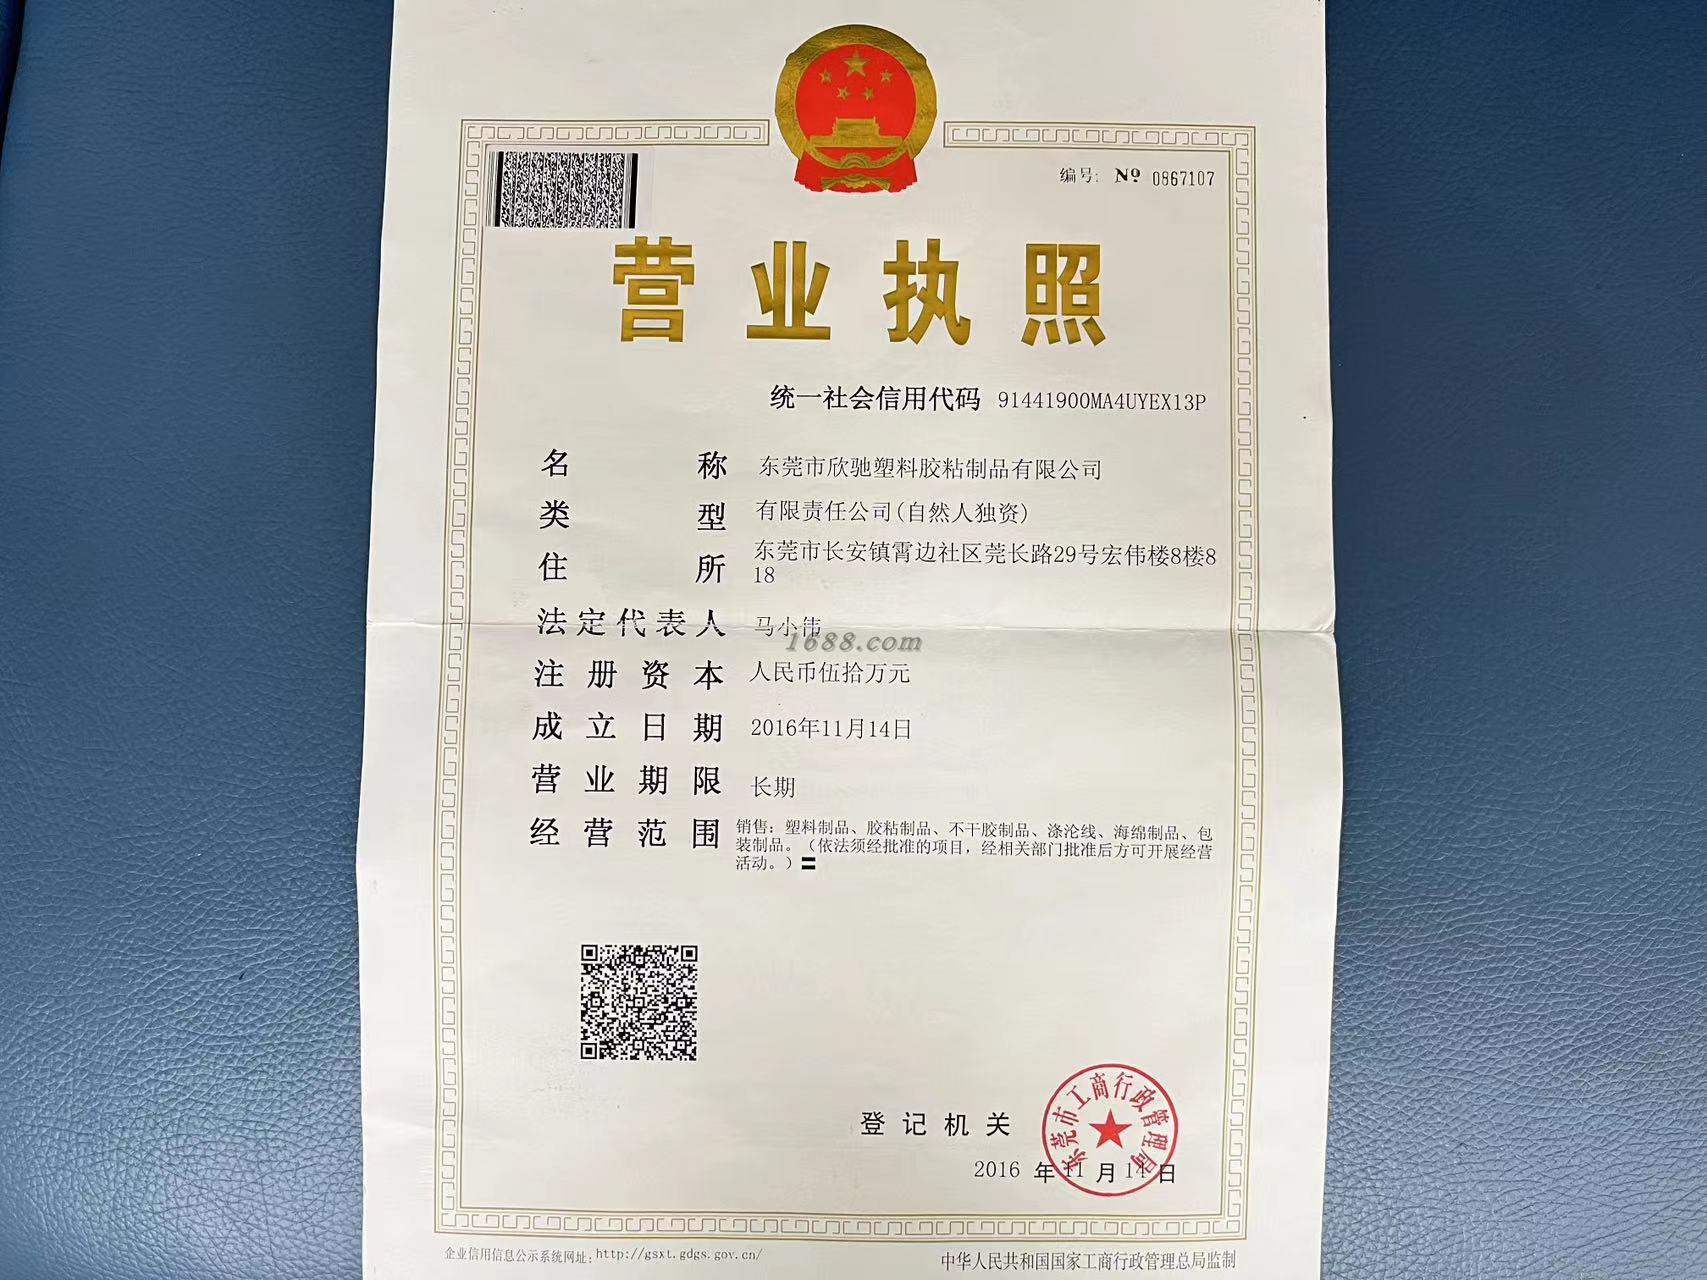 编号: № 0867107
营业执照
统一社会信用代码 91441900MA4UYEX13P
名称 东莞市欣驰塑料胶粘制品有限公司
类型 有限责任公司(自然人独资)
住所 东莞市长安镇霄边社区莞长路29号宏伟楼8楼8
18
法定代表人 马小伟
1688.com
注册资本 人民币伍拾万元
成立日期 2016年11月14日
营业期限 长期
经营范围 销售：塑料制品、胶粘制品、不干胶制品、涤沦线、海绵制品、包
装制品。（依法须经批准的项目，经相关部门批准后方可开展经营
活动。）
登记机关
东莞市工商行政管理局
2016 年 11 月 14 日
企业信用信息公示系统网址: http://gsxt.gdgs.gov.cn/
中华人民共和国国家工商行政管理总局监制